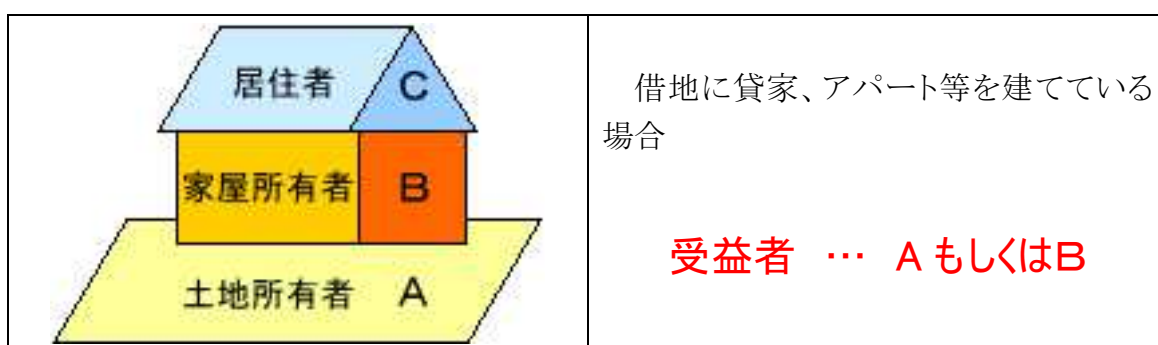 居住者 C
家屋所有者 B
土地所有者 A
借地に貸家、アパート等を建てている
場合
受益者 … AもしくはB